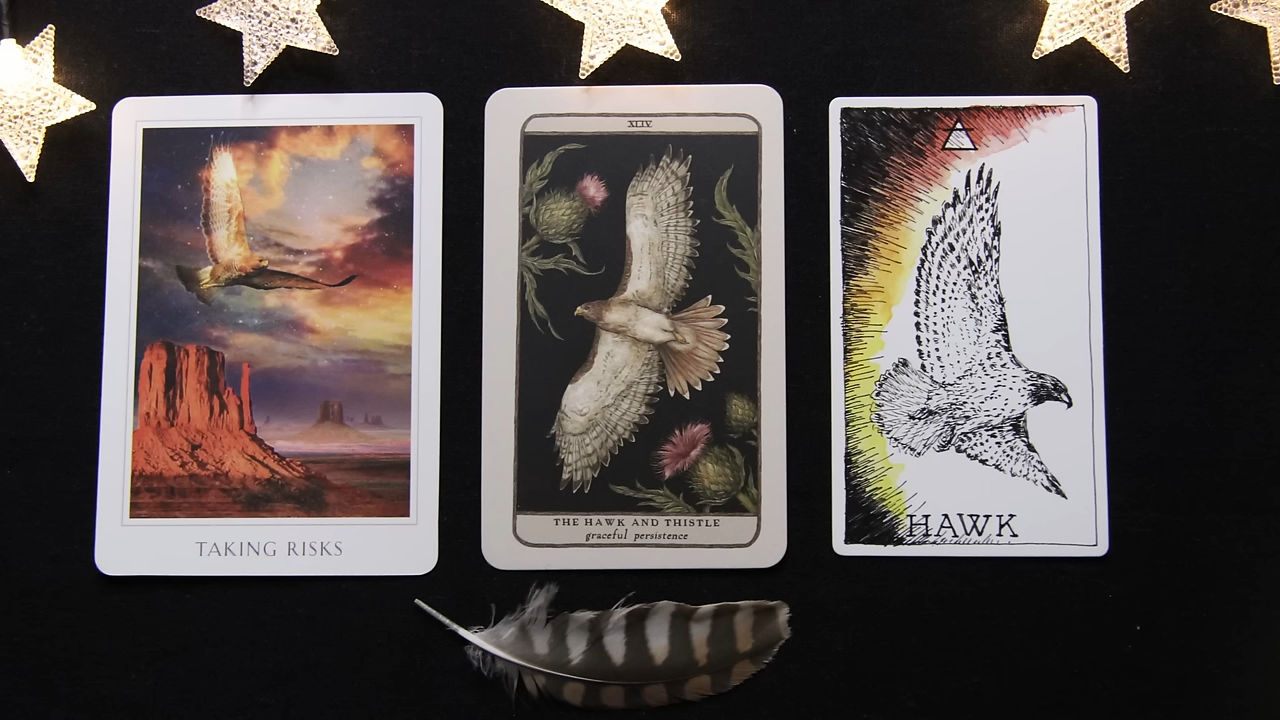 TAKING RISKS
XLIV
THE HAWK AND THISTLE
graceful persistence
HAWK